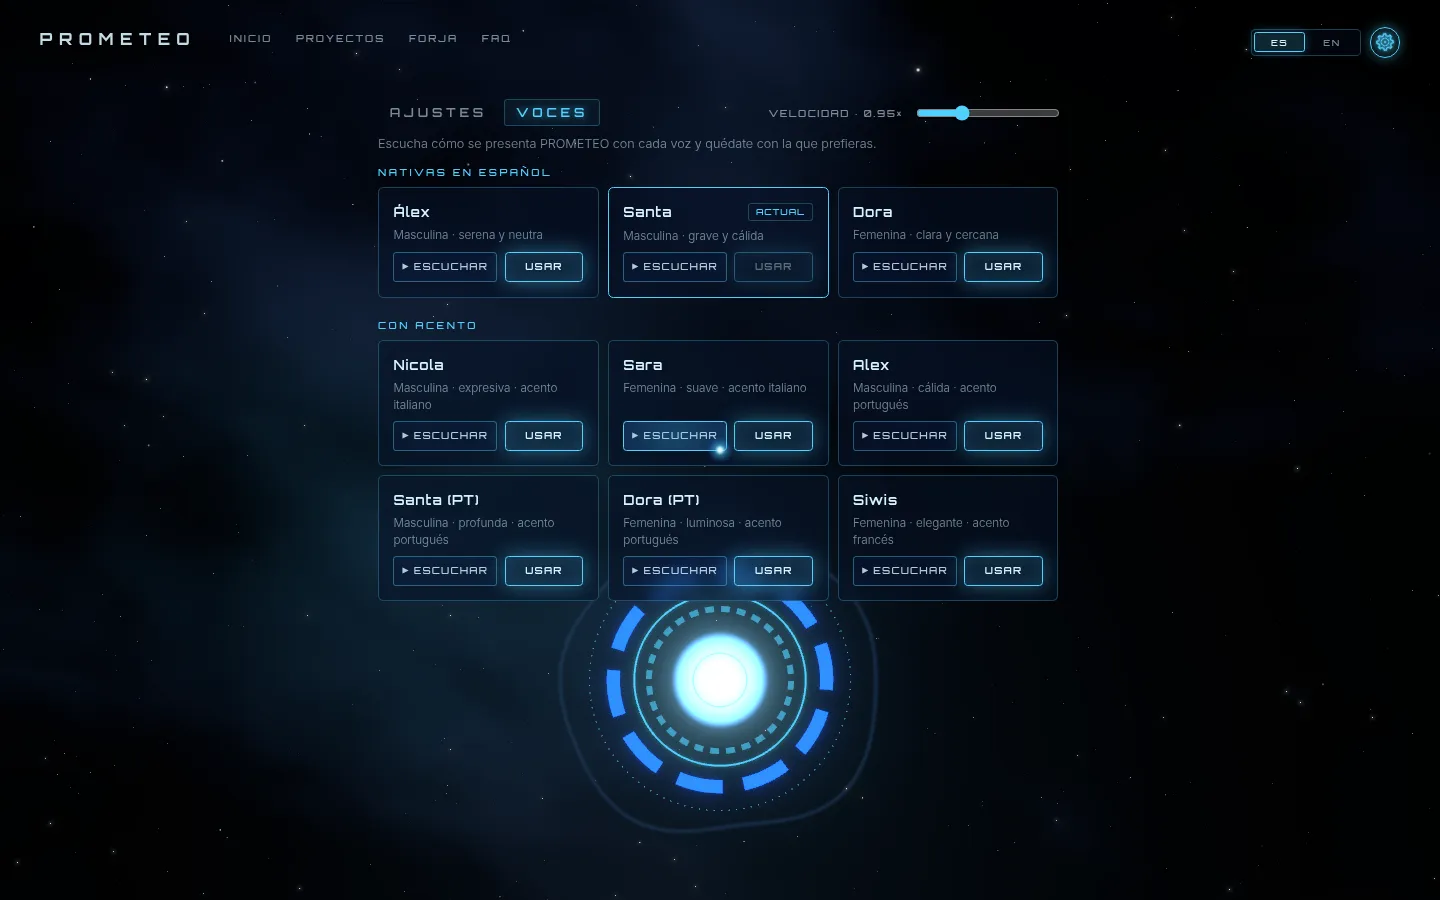 PROMETEO
INICIO PROYECTOS FORJA FAQ
ES EN
AJUSTES VOCES
VELOCIDAD · 0.95x
Escucha cómo se presenta PROMETEO con cada voz y quédate con la que prefieras.
NATIVAS EN ESPAÑOL
Álex
Masculina · serena y neutra
▶ ESCUCHAR USAR
Santa ACTUAL
Masculina · grave y cálida
▶ ESCUCHAR USAR
Dora
Femenina · clara y cercana
▶ ESCUCHAR USAR
CON ACENTO
Nicola
Masculina · expresiva · acento
italiano
▶ ESCUCHAR USAR
Sara
Femenina · suave · acento italiano
▶ ESCUCHAR USAR
Alex
Masculina · cálida · acento
portugués
▶ ESCUCHAR USAR
Santa (PT)
Masculina · profunda · acento
portugués
▶ ESCUCHAR USAR
Dora (PT)
Femenina · luminosa · acento
portugués
▶ ESCUCHAR USAR
Siwis
Femenina · elegante · acento
francés
▶ ESCUCHAR USAR